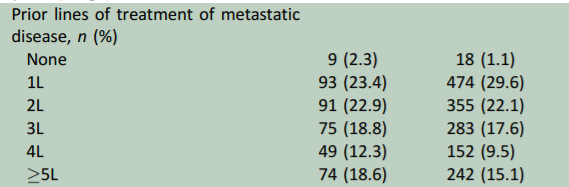 Prior lines of treatment of metastatic
disease, n (%)
None 9 (2.3) 18 (1.1)
1L 93 (23.4) 474 (29.6)
2L 91 (22.9) 355 (22.1)
3L 75 (18.8) 283 (17.6)
4L 49 (12.3) 152 (9.5)
≥5L 74 (18.6) 242 (15.1)